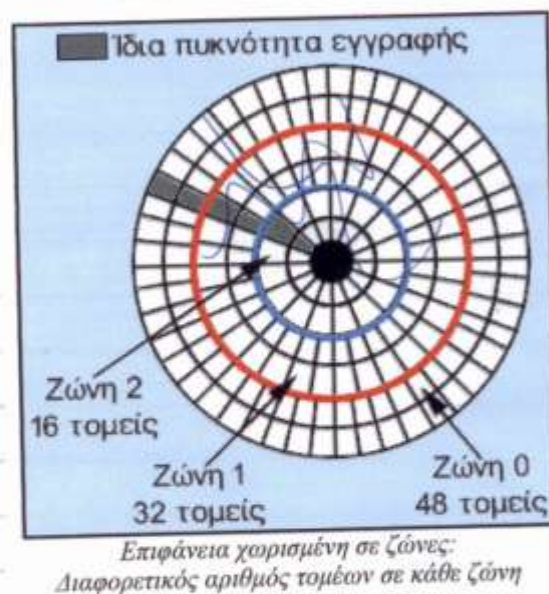 Ίδια πυκνότητα εγγραφής
Ζώνη 2
16 τομείς
Ζώνη 1
32 τομείς
Ζώνη 0
48 τομείς
Επιφάνεια χωρισμένη σε ζώνες:
Διαφορετικός αριθμός τομέων σε κάθε ζώνη